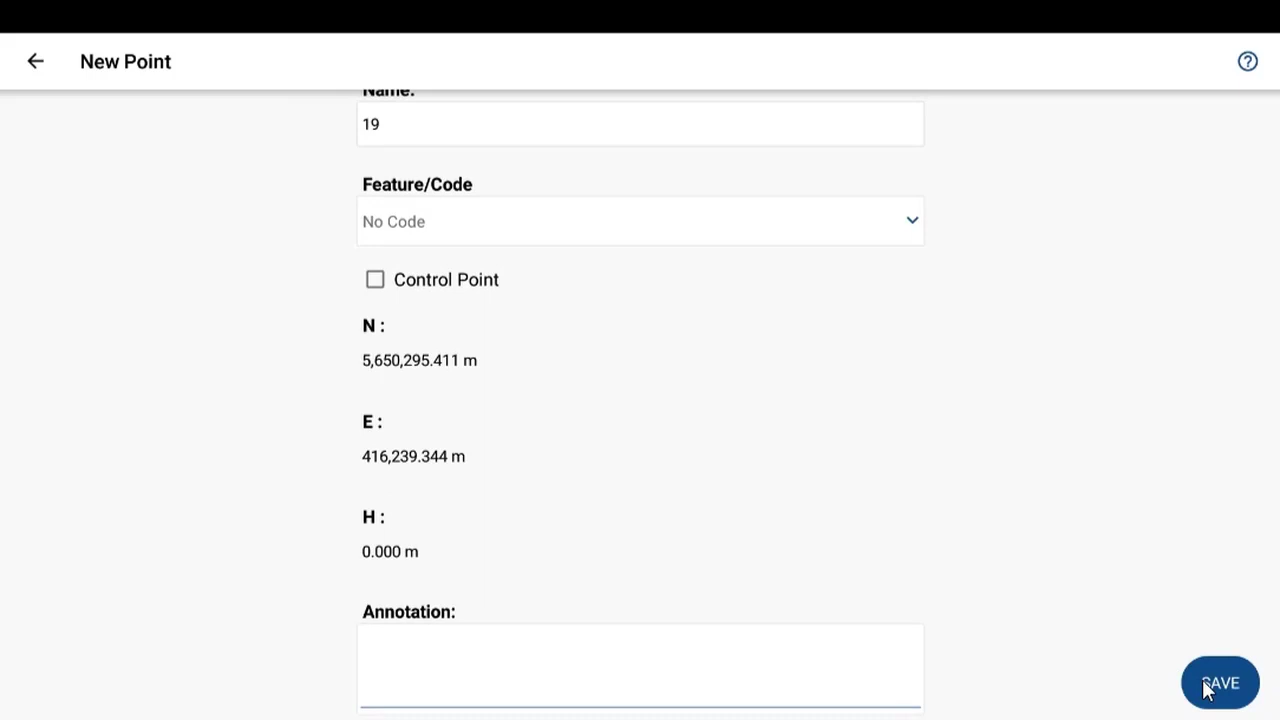 New Point
Name:
19
Feature/Code
No Code
Control Point
N :
5,650,295.411 m
E :
416,239.344 m
H :
0.000 m
Annotation:
SAVE